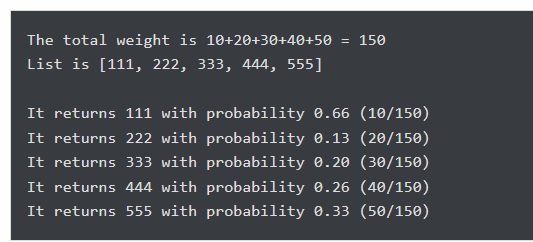 The total weight is 10+20+30+40+50 = 150
List is [111, 222, 333, 444, 555]
It returns 111 with probability 0.66 (10/150)
It returns 222 with probability 0.13 (20/150)
It returns 333 with probability 0.20 (30/150)
It returns 444 with probability 0.26 (40/150)
It returns 555 with probability 0.33 (50/150)